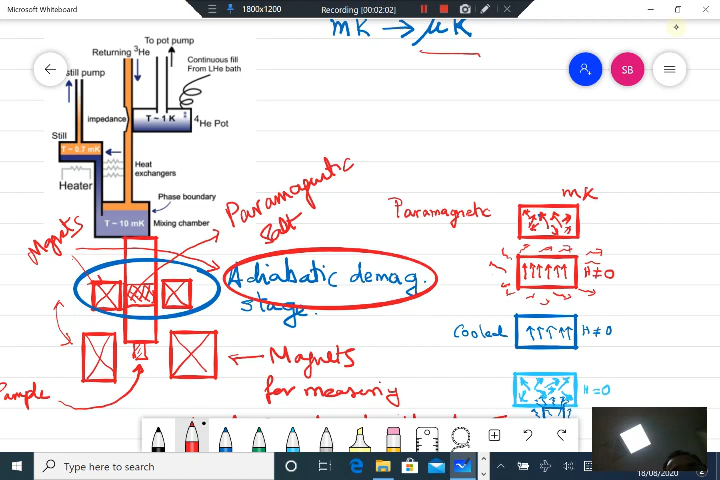 Microsoft Whiteboard
1800x1200
Recording [00:02:02]
mK → μK
To pot pump
Returning ³He
Continuous fill
From LHe bath
still pump
impedance
T ~ 1 K
⁴He Pot
Still
T ~ 0.7 mK
Heat
exchangers
Heater
Phase boundary
T ~ 10 mK
Mixing chamber
SB
Paramagnetic
Salt
Magnets
Adiabatic demag.
stage.
Magnets
for measuring
Sample
mK
Paramagnetic
H≠0
Cooled
H≠0
H=0
Type here to search
18/08/2020